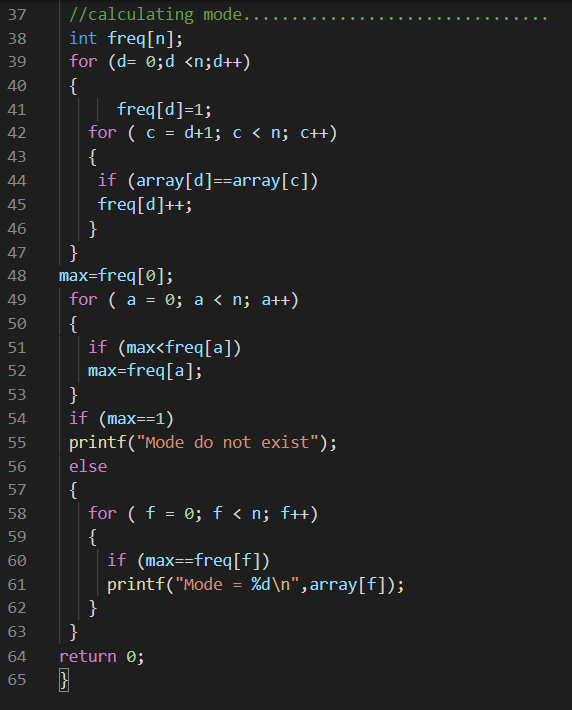 37 //calculating mode................................
38 int freq[n];
39 for (d= 0;d <n;d++)
40 {
41 freq[d]=1;
42 for ( c = d+1; c < n; c++)
43 {
44 if (array[d]==array[c])
45 freq[d]++;
46 }
47 }
48 max=freq[0];
49 for ( a = 0; a < n; a++)
50 {
51 if (max<freq[a])
52 max=freq[a];
53 }
54 if (max==1)
55 printf("Mode do not exist");
56 else
57 {
58 for ( f = 0; f < n; f++)
59 {
60 if (max==freq[f])
61 printf("Mode = %d\n",array[f]);
62 }
63 }
64 return 0;
65 }